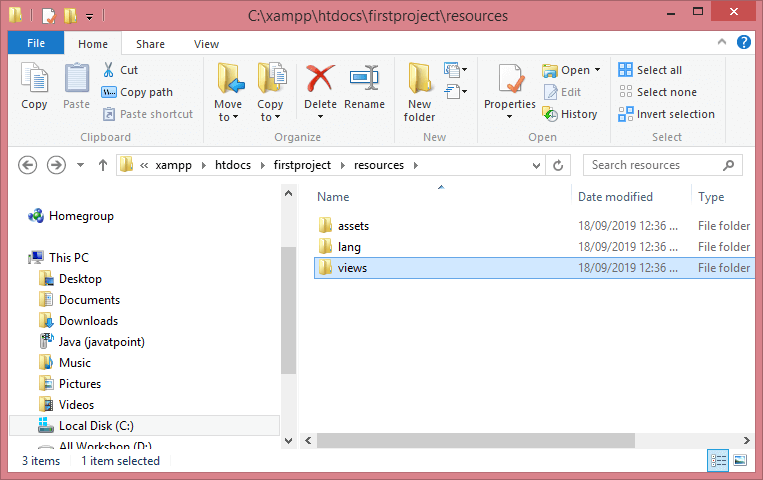 C:\xampp\htdocs\firstproject\resources
File Home Share View
Copy
Paste
Cut
Copy path
Paste shortcut
Clipboard
Move to
Copy to
Delete
Rename
Organize
New folder
New
Properties
Open
Edit
History
Open
Select all
Select none
Invert selection
Select
« xampp htdocs firstproject resources
Search resources
Homegroup
This PC
Desktop
Documents
Downloads
Java (javatpoint)
Music
Pictures
Videos
Local Disk (C:)
All Workshop (D:)
Name Date modified Type
assets 18/09/2019 12:36 ... File folder
lang 18/09/2019 12:36 ... File folder
views 18/09/2019 12:36 ... File folder
3 items 1 item selected